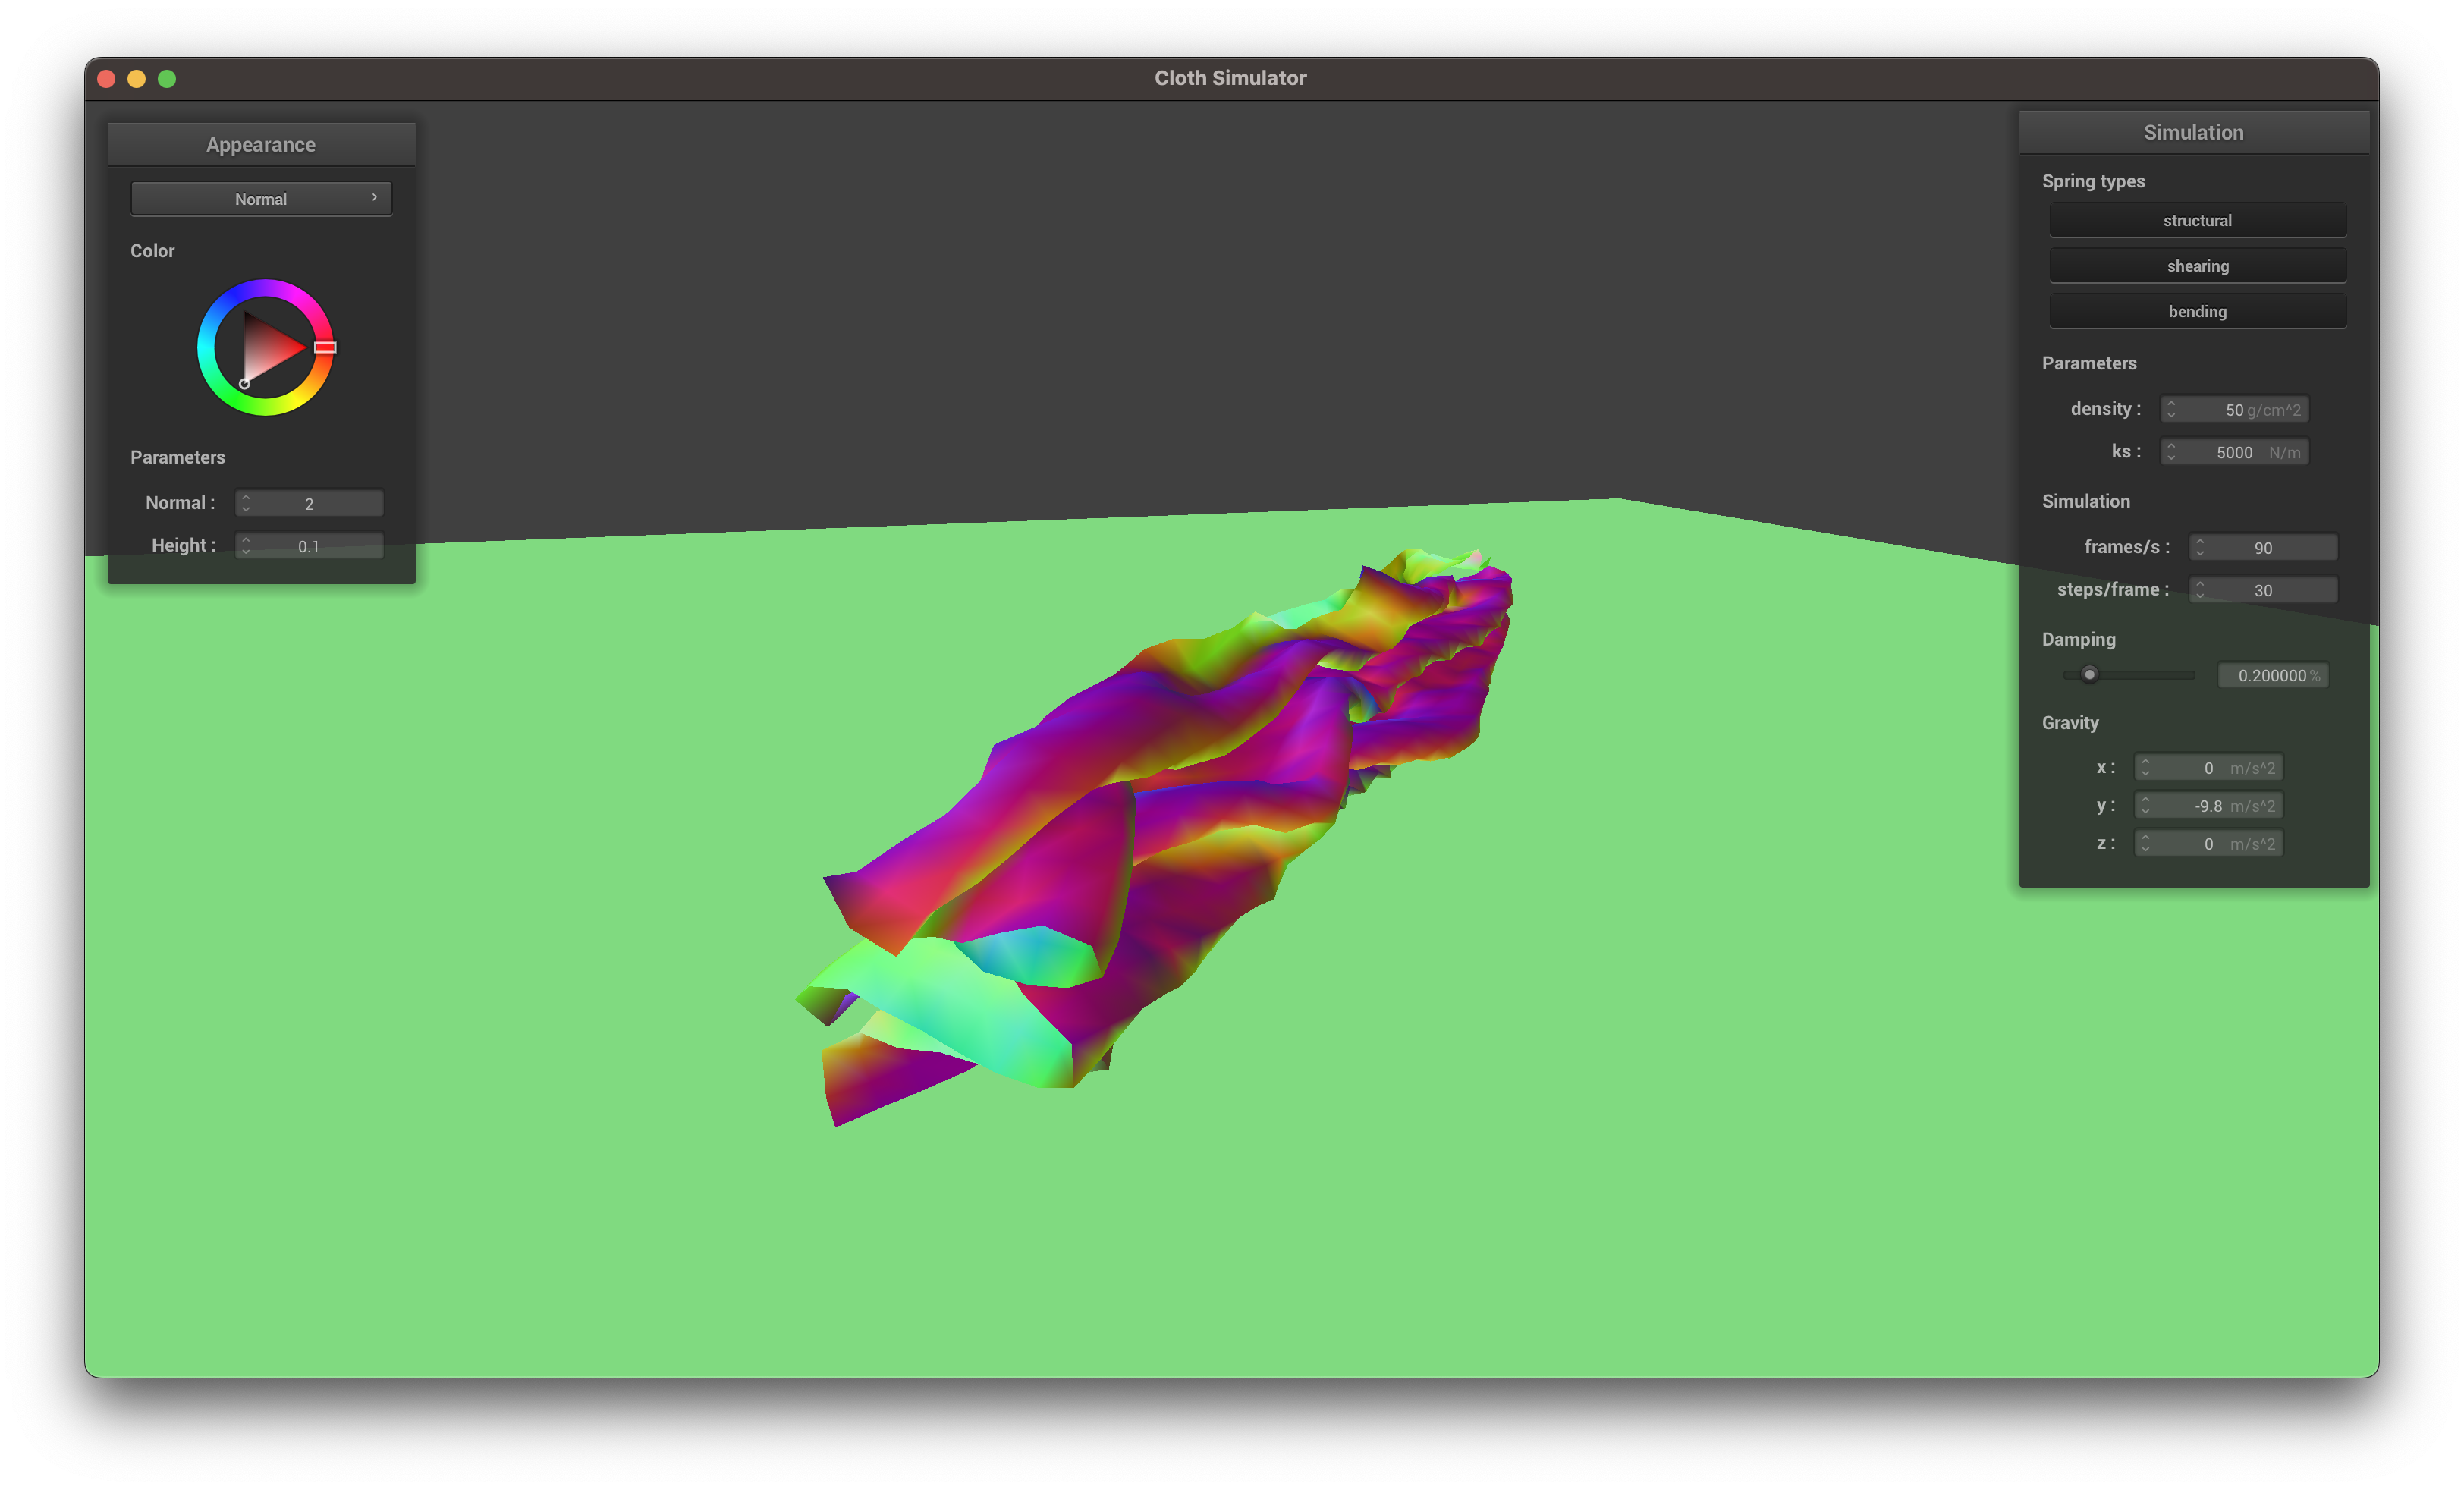 Cloth Simulator
Appearance
Normal
Color
Parameters
Normal : 2
Height : 0.1
Simulation
Spring types
structural
shearing
bending
Parameters
density : 50 g/cm^2
ks : 5000 N/m
Simulation
frames/s : 90
steps/frame : 30
Damping
0.200000 %
Gravity
x : 0 m/s^2
y : -9.8 m/s^2
z : 0 m/s^2